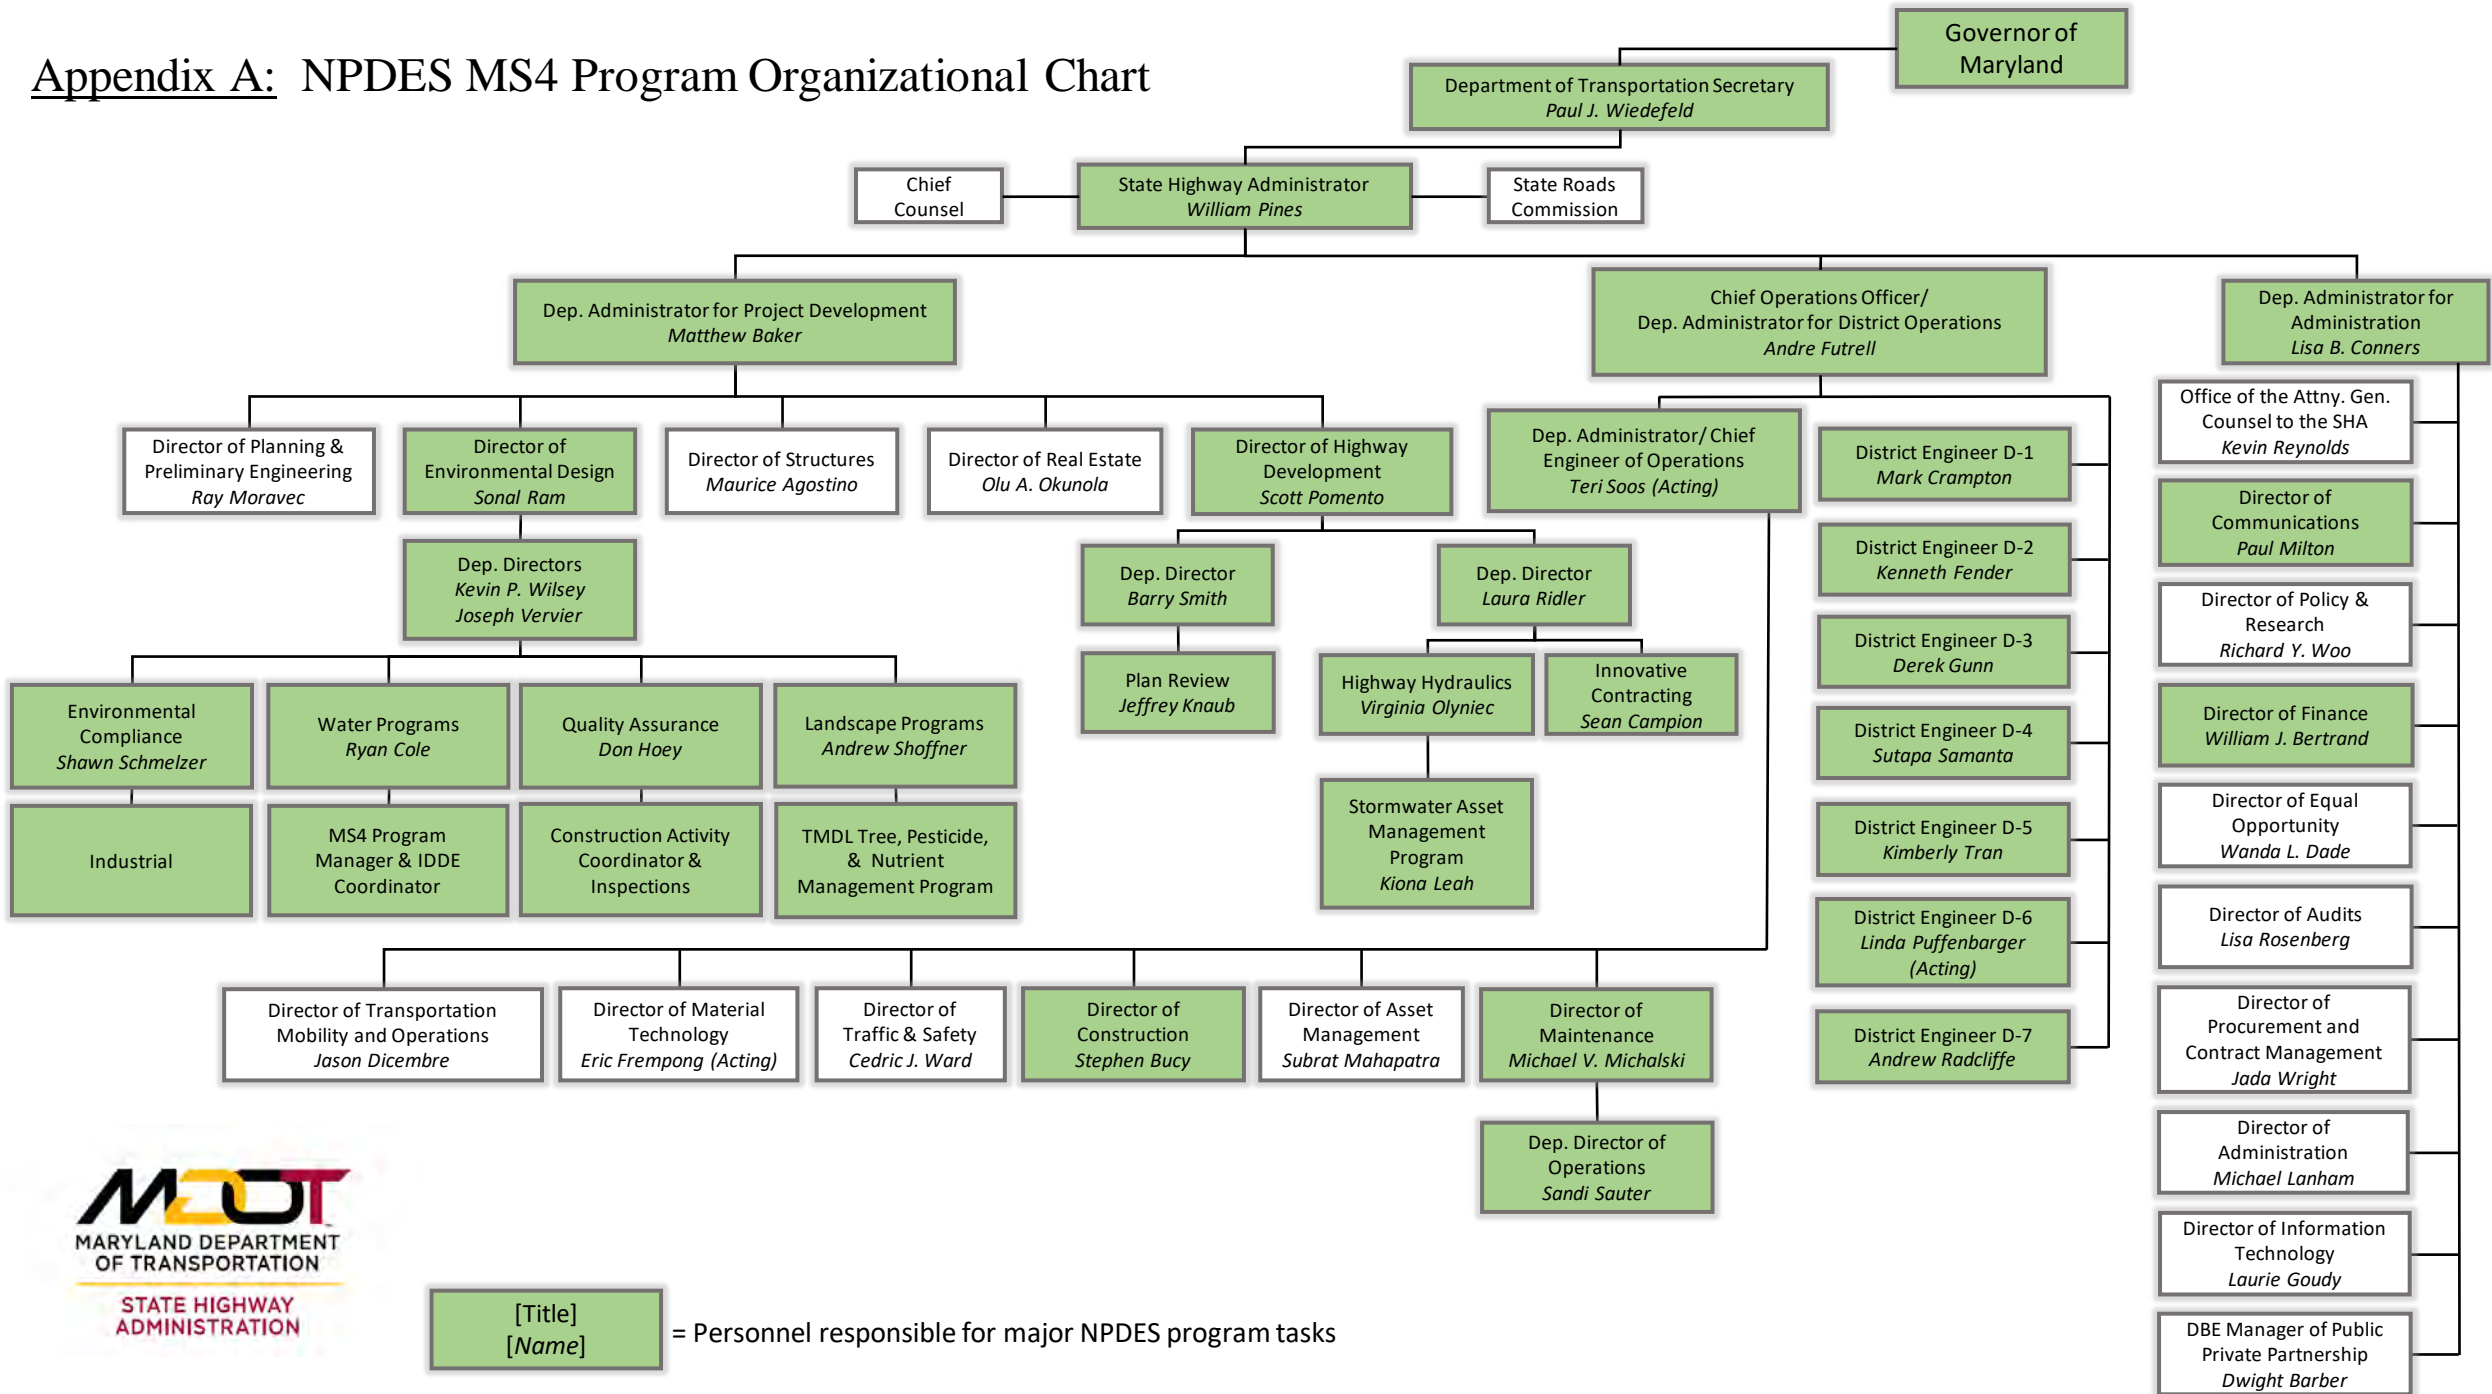 Appendix A: NPDES MS4 Program Organizational Chart
Governor of
Maryland
Department of Transportation Secretary
Paul J. Wiedefeld
Chief
Counsel
State Highway Administrator
William Pines
State Roads
Commission
Dep. Administrator for Project Development
Matthew Baker
Chief Operations Officer/
Dep. Administrator for District Operations
Andre Futrell
Dep. Administrator for
Administration
Lisa B. Conners
Director of Planning &
Preliminary Engineering
Ray Moravec
Director of
Environmental Design
Sonal Ram
Director of Structures
Maurice Agostino
Director of Real Estate
Olu A. Okunola
Director of Highway
Development
Scott Pomento
Dep. Administrator/ Chief
Engineer of Operations
Teri Soos (Acting)
Dep. Directors
Kevin P. Wilsey
Joseph Vervier
Dep. Director
Barry Smith
Dep. Director
Laura Ridler
Environmental
Compliance
Shawn Schmelzer
Water Programs
Ryan Cole
Quality Assurance
Don Hoey
Landscape Programs
Andrew Shoffner
Plan Review
Jeffrey Knaub
Highway Hydraulics
Virginia Olyniec
Innovative
Contracting
Sean Campion
Industrial
MS4 Program
Manager & IDDE
Coordinator
Construction Activity
Coordinator &
Inspections
TMDL Tree, Pesticide,
& Nutrient
Management Program
Stormwater Asset
Management
Program
Kiona Leah
District Engineer D-1
Mark Crampton
District Engineer D-2
Kenneth Fender
District Engineer D-3
Derek Gunn
District Engineer D-4
Sutapa Samanta
District Engineer D-5
Kimberly Tran
District Engineer D-6
Linda Puffenbarger
(Acting)
District Engineer D-7
Andrew Radcliffe
Office of the Attny. Gen.
Counsel to the SHA
Kevin Reynolds
Director of
Communications
Paul Milton
Director of Policy &
Research
Richard Y. Woo
Director of Finance
William J. Bertrand
Director of Equal
Opportunity
Wanda L. Dade
Director of Audits
Lisa Rosenberg
Director of
Procurement and
Contract Management
Jada Wright
Director of
Administration
Michael Lanham
Director of Information
Technology
Laurie Goudy
DBE Manager of Public
Private Partnership
Dwight Barber
Director of Transportation
Mobility and Operations
Jason Dicembre
Director of Material
Technology
Eric Frempong (Acting)
Director of
Traffic & Safety
Cedric J. Ward
Director of
Construction
Stephen Bucy
Director of Asset
Management
Subrat Mahapatra
Director of
Maintenance
Michael V. Michalski
Dep. Director of
Operations
Sandi Sauter
MDOT
MARYLAND DEPARTMENT
OF TRANSPORTATION
STATE HIGHWAY
ADMINISTRATION
[Title]
[Name]
= Personnel responsible for major NPDES program tasks